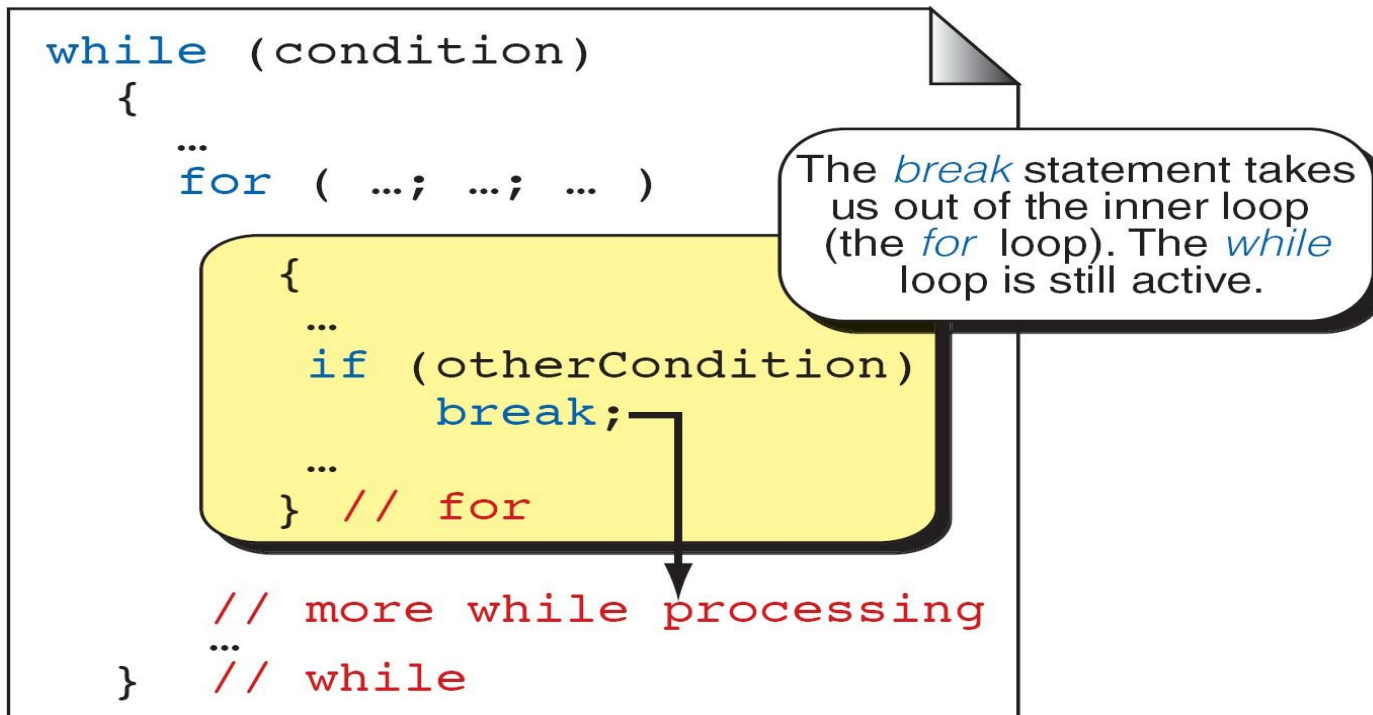 while (condition)
{
…
for ( …; …; … )
The break statement takes
us out of the inner loop
(the for loop). The while
loop is still active.
{
…
if (otherCondition)
break;
…
} // for
// more while processing
…
} // while